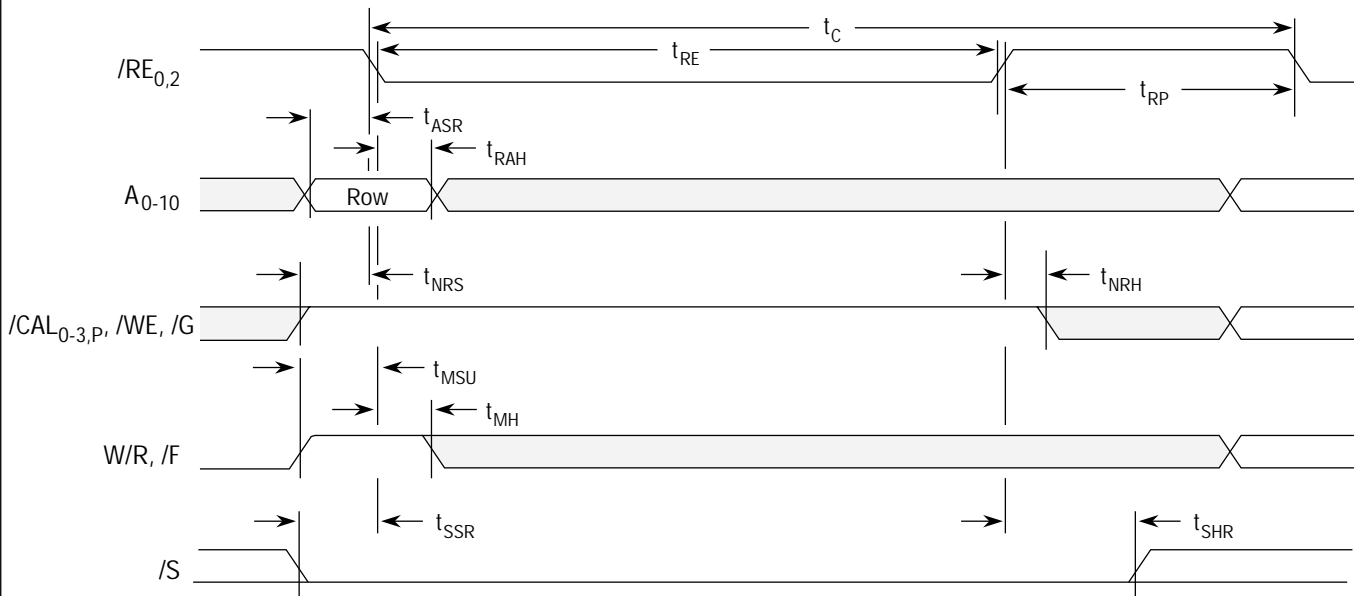 t_C
t_RE
/RE_0,2
t_RP
t_ASR
t_RAH
A_0-10
Row
t_NRS
t_NRH
/CAL_0-3,P, /WE, /G
t_MSU
t_MH
W/R, /F
t_SSR
t_SHR
/S